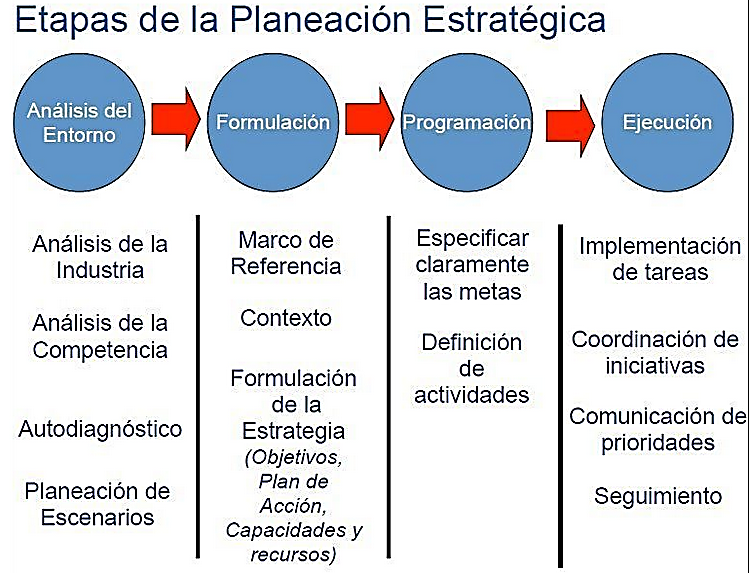 Etapas de la Planeación Estratégica
Análisis del
Entorno
Formulación
Programación
Ejecución
Análisis de la
Industria
Análisis de la
Competencia
Autodiagnóstico
Planeación de
Escenarios
Marco de
Referencia
Contexto
Formulación
de la
Estrategia
(Objetivos,
Plan de
Acción,
Capacidades y
recursos)
Especificar
claramente
las metas
Definición
de
actividades
Implementación
de tareas
Coordinación de
iniciativas
Comunicación de
prioridades
Seguimiento